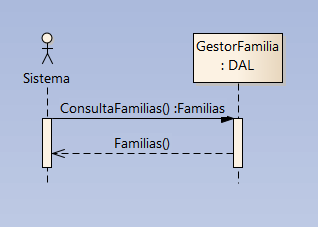 GestorFamilia
: DAL
Sistema
ConsultaFamilias() :Familias
Familias()